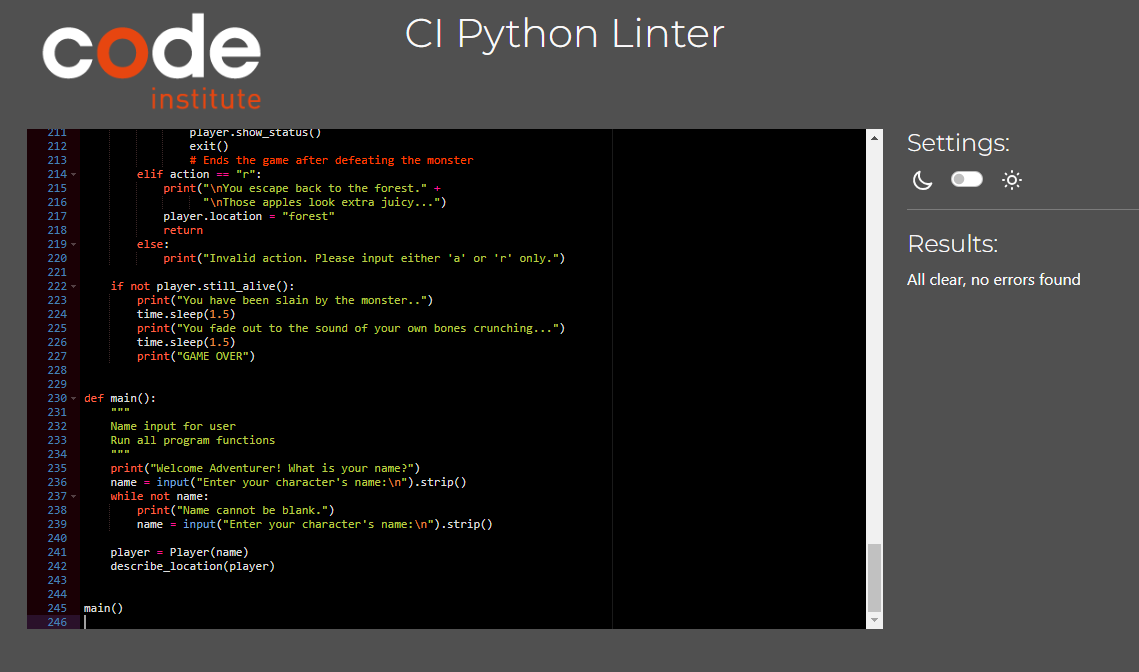 code
institute
CI Python Linter
211 player.show_status()
212 exit()
213 # Ends the game after defeating the monster
214 elif action == "r":
215 print("\nYou escape back to the forest." +
216 "\nThose apples look extra juicy...")
217 player.location = "forest"
218 return
219 else:
220 print("Invalid action. Please input either 'a' or 'r' only.")
221
222 if not player.still_alive():
223 print("You have been slain by the monster..")
224 time.sleep(1.5)
225 print("You fade out to the sound of your own bones crunching...")
226 time.sleep(1.5)
227 print("GAME OVER")
228
229
230 def main():
231 """
232 Name input for user
233 Run all program functions
234 """
235 print("Welcome Adventurer! What is your name?")
236 name = input("Enter your character's name:\n").strip()
237 while not name:
238 print("Name cannot be blank.")
239 name = input("Enter your character's name:\n").strip()
240
241 player = Player(name)
242 describe_location(player)
243
244
245 main()
246
Settings:
Results:
All clear, no errors found